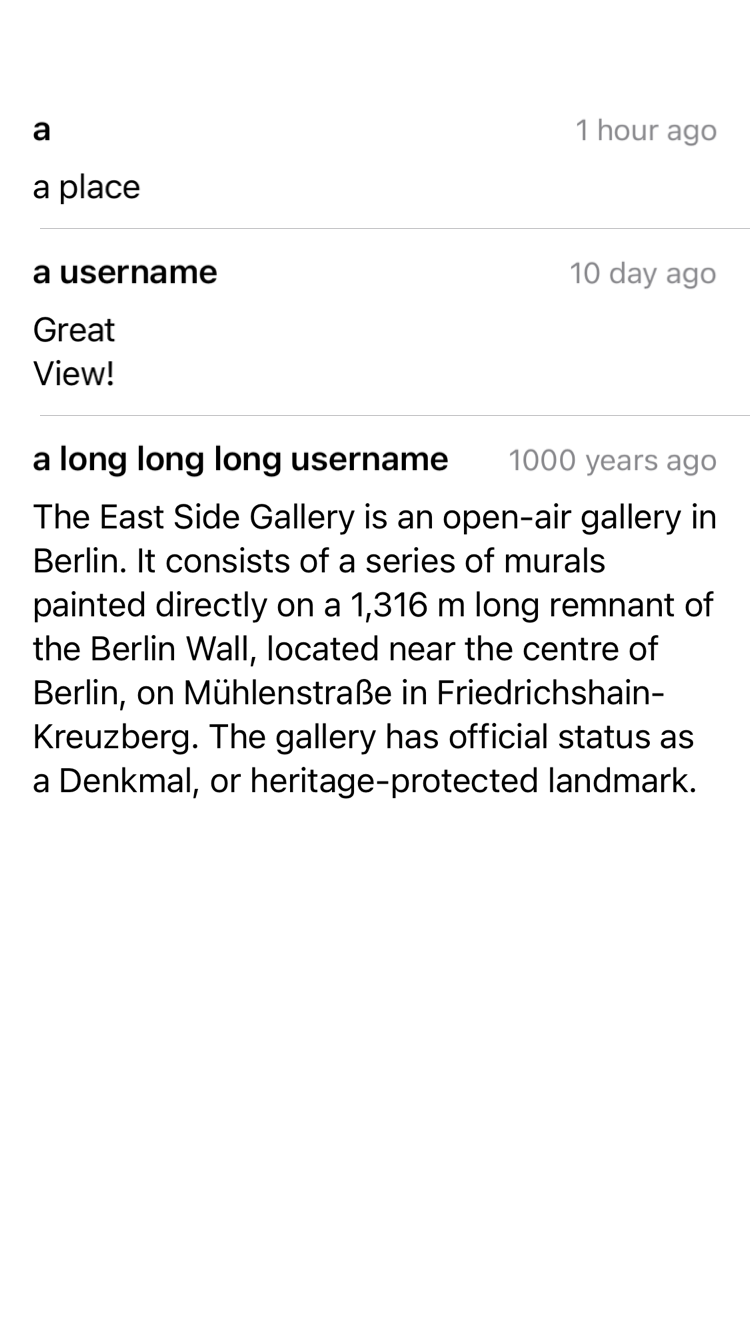 a
1 hour ago
a place
a username
10 day ago
Great
View!
a long long long username
1000 years ago
The East Side Gallery is an open-air gallery in
Berlin. It consists of a series of murals
painted directly on a 1,316 m long remnant of
the Berlin Wall, located near the centre of
Berlin, on Mühlenstraße in Friedrichshain-
Kreuzberg. The gallery has official status as
a Denkmal, or heritage-protected landmark.